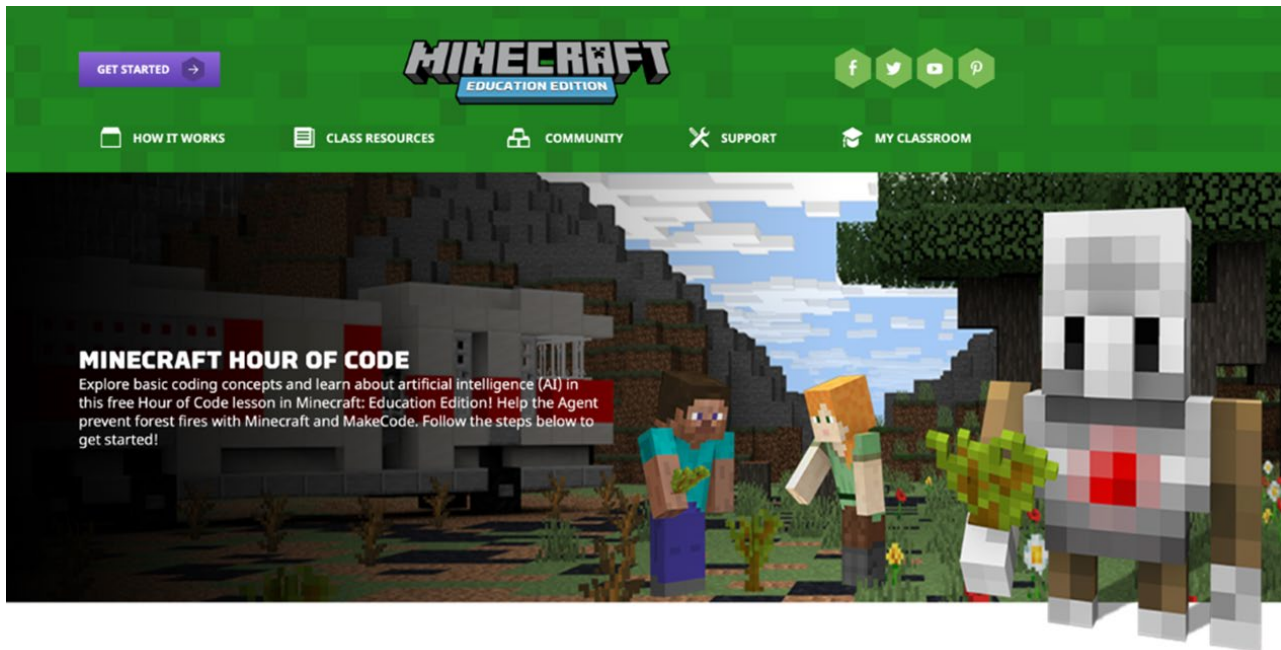 GET STARTED
MINECRAFT
EDUCATION EDITION
HOW IT WORKS
CLASS RESOURCES
COMMUNITY
SUPPORT
MY CLASSROOM
MINECRAFT HOUR OF CODE
Explore basic coding concepts and learn about artificial intelligence (AI) in
this free Hour of Code lesson in Minecraft: Education Edition! Help the Agent
prevent forest fires with Minecraft and MakeCode. Follow the steps below to
get started!